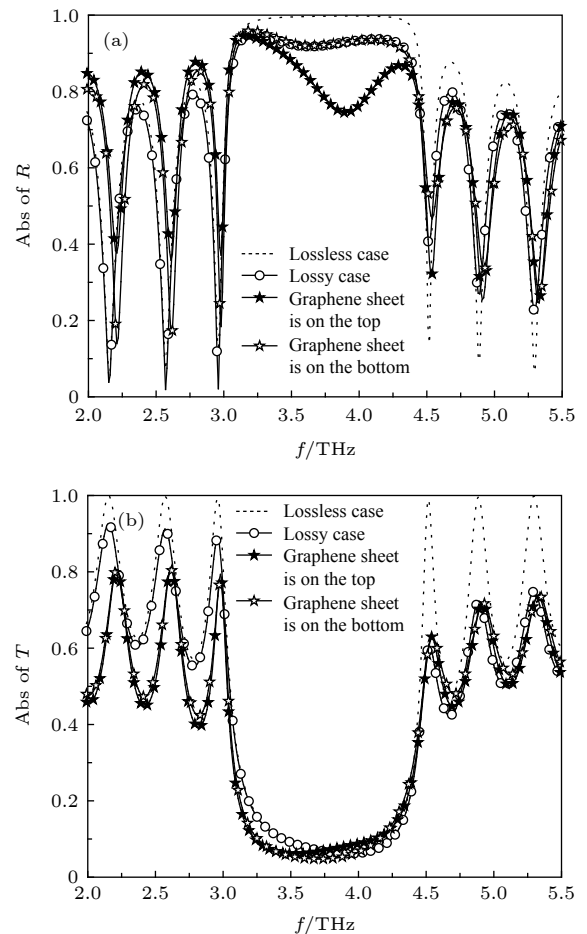 (a)
1.0
0.8
0.6
0.4
0.2
0
Abs of R
Lossless case
Lossy case
Graphene sheet
is on the top
Graphene sheet
is on the bottom
2.0 2.5 3.0 3.5 4.0 4.5 5.0 5.5
f/THz
(b)
1.0
0.8
0.6
0.4
0.2
0
Abs of T
Lossless case
Lossy case
Graphene sheet
is on the top
Graphene sheet
is on the bottom
2.0 2.5 3.0 3.5 4.0 4.5 5.0 5.5
f/THz